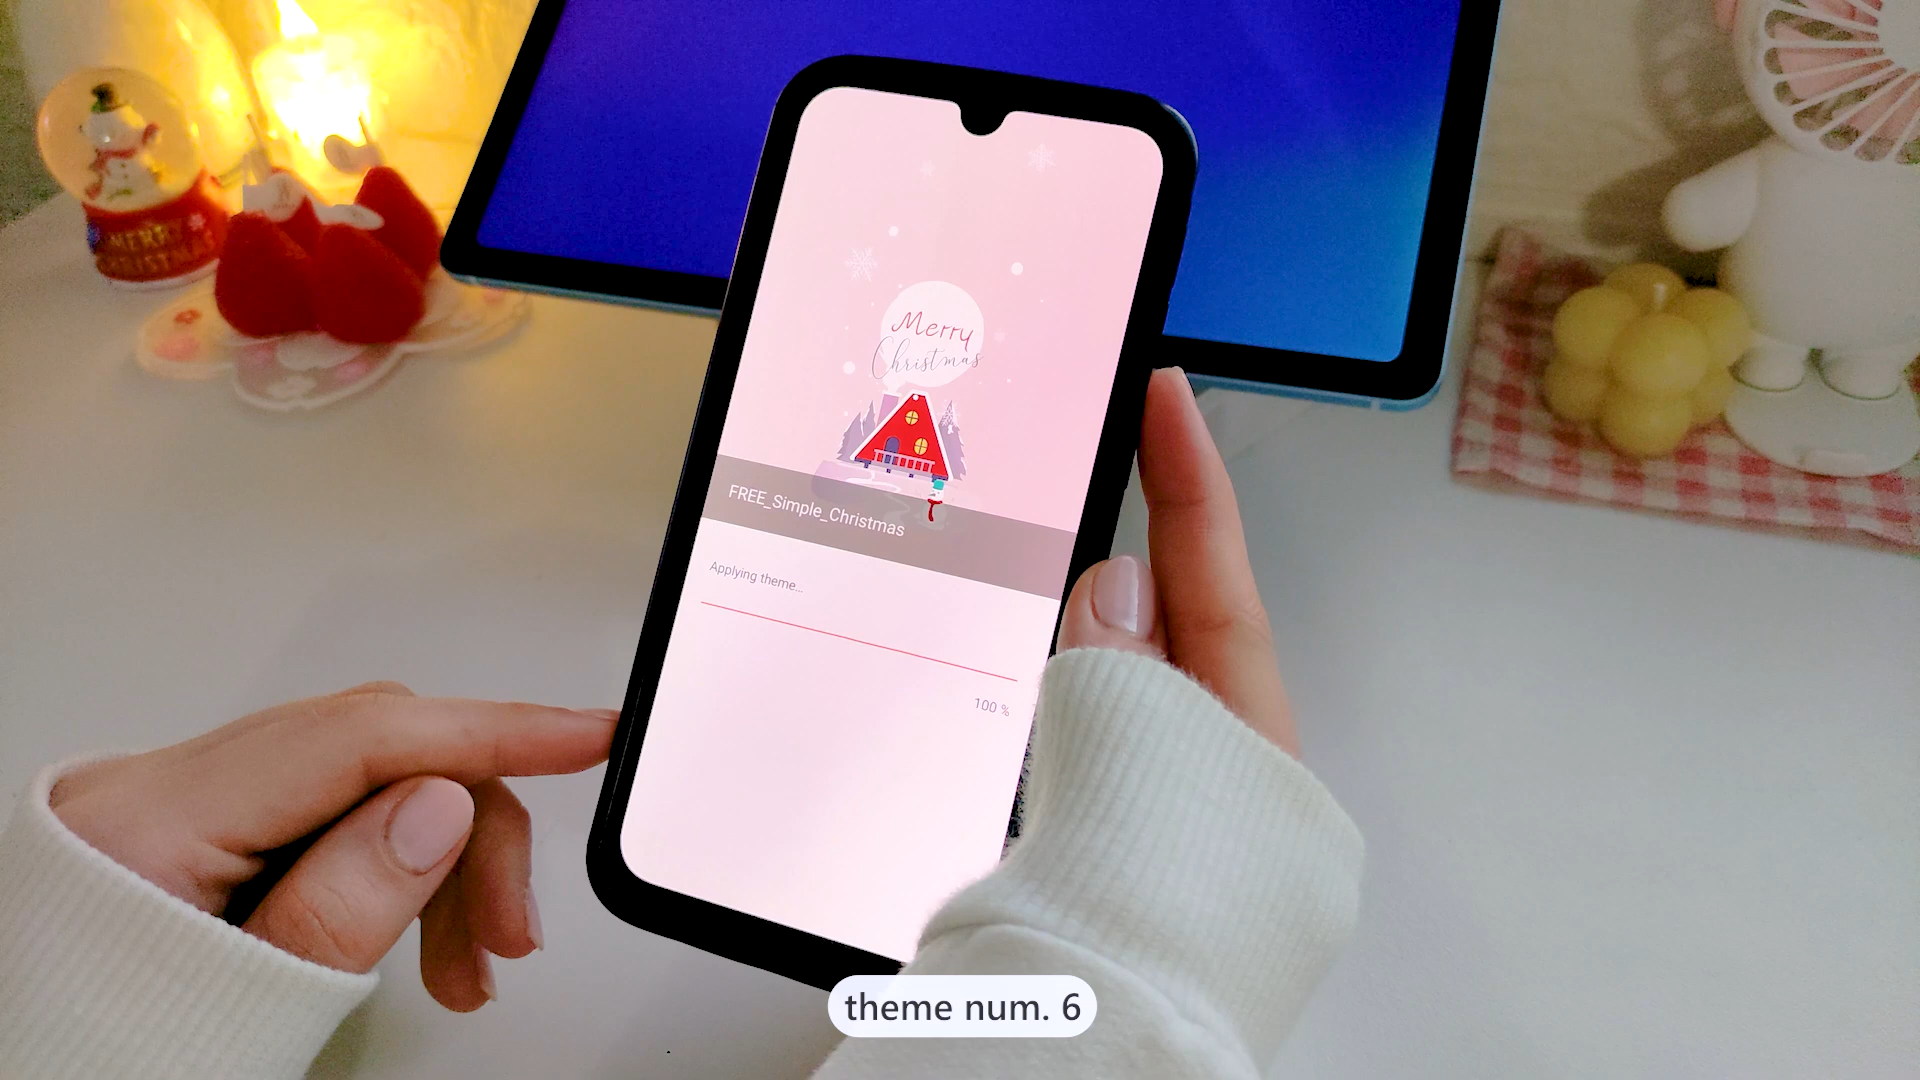 MERRY
CHRISTMAS
Merry
Christmas
FREE_Simple_Christmas
Applying theme...
100 %
theme num. 6